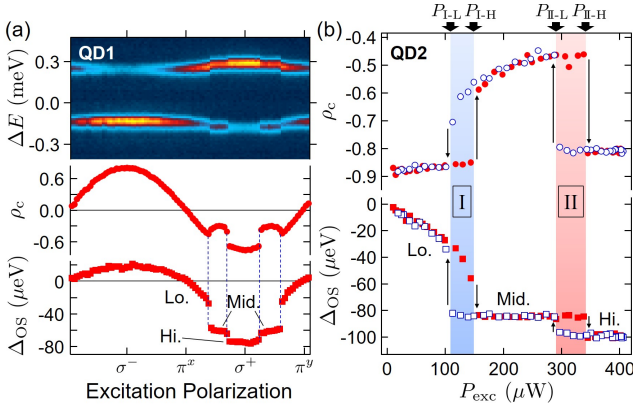 (a)
QD1
ΔE (meV)
0.3
0.0
-0.3
ρc
0.6
0.0
-0.6
ΔOS (μeV)
0
-40
-80
Lo.
Mid.
Hi.
σ− πx σ+ πy
Excitation Polarization
(b)
PI-L PI-H PII-L PII-H
QD2
ρc
-0.4
-0.5
-0.6
-0.7
-0.8
-0.9
I
II
ΔOS (μeV)
0
-20
-40
-60
-80
-100
Lo.
Mid.
Hi.
0 100 200 300 400
Pexc (μW)